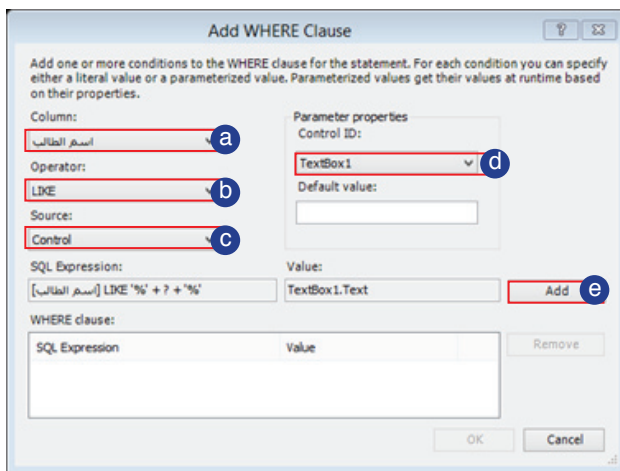 Add WHERE Clause
?
Add one or more conditions to the WHERE clause for the statement. For each condition you can specify
either a literal value or a parameterized value. Parameterized values get their values at runtime based
on their properties.
Column:
اسم الطالب
a
Operator:
LIKE
b
Source:
Control
c
Parameter properties
Control ID:
TextBox1
d
Default value:
SQL Expression:
[اسم الطالب] LIKE '%' + ? + '%'
Value:
TextBox1.Text
Add
e
WHERE clause:
SQL Expression
Value
Remove
OK
Cancel